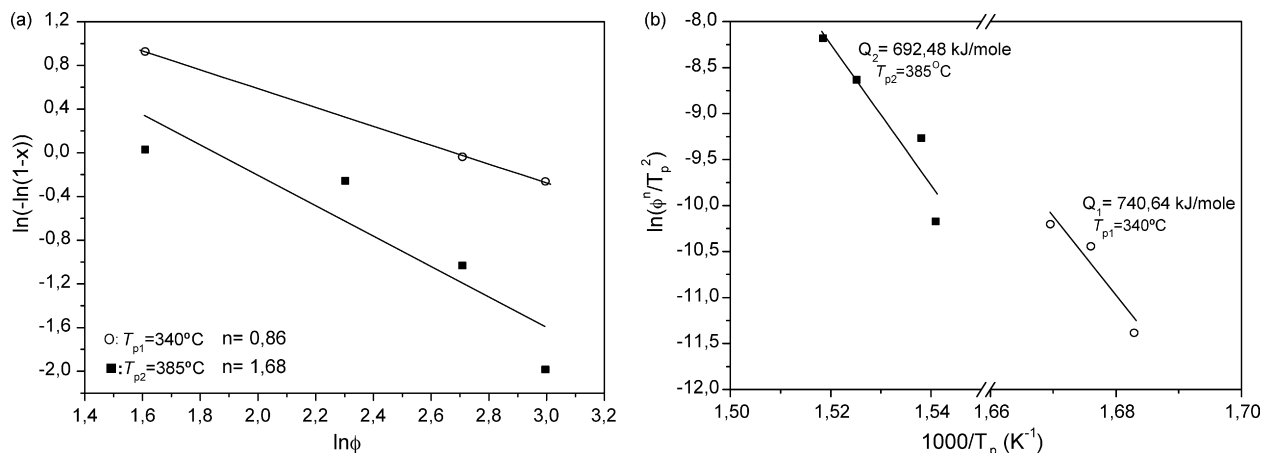 (a)
0,8
0,4
0,0
-0,4
-0,8
-1,2
-1,6
-2,0
ln(-ln(1-x))
○: Tp1=340ºC n= 0,86
■:Tp2=385ºC n= 1,68
1,4 1,6 1,8 2,0 2,2 2,4 2,6 2,8 3,0 3,2
lnϕ
(b)
-8,0
-8,5
-9,0
-9,5
-10,0
-10,5
-11,0
-11,5
-12,0
ln(ϕⁿ/Tp²)
Q2= 692,48 kJ/mole
Tp2=385ᴼC
Q1= 740,64 kJ/mole
Tp1=340ºC
1,50 1,52 1,54 1,66 1,68 1,70
1000/Tp (K⁻¹)